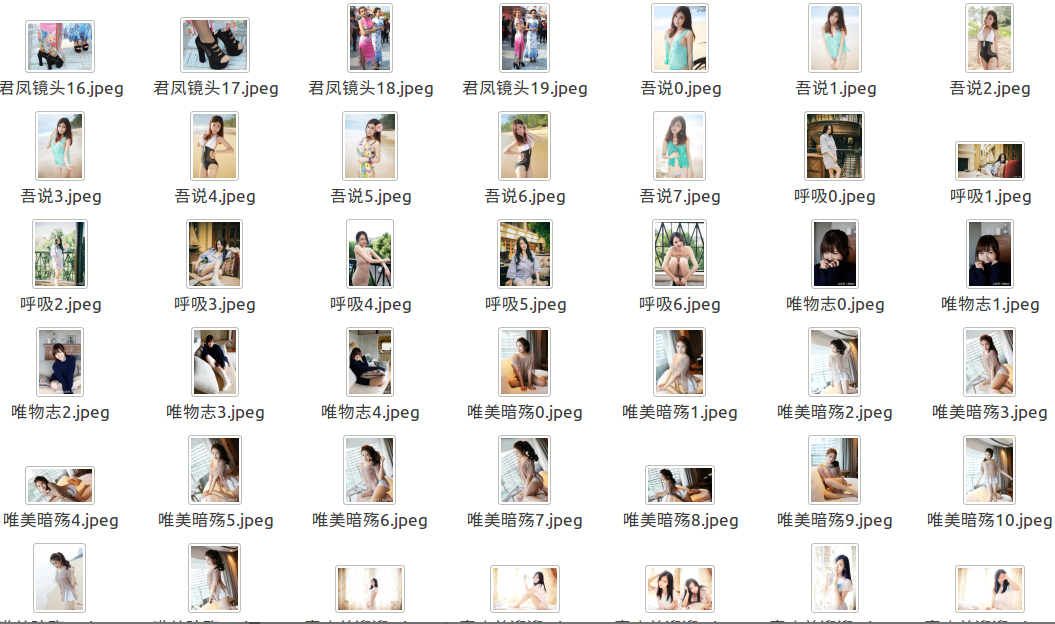 君凤镜头16.jpeg
君凤镜头17.jpeg
君凤镜头18.jpeg
君凤镜头19.jpeg
吾说0.jpeg
吾说1.jpeg
吾说2.jpeg
吾说3.jpeg
吾说4.jpeg
吾说5.jpeg
吾说6.jpeg
吾说7.jpeg
呼吸0.jpeg
呼吸1.jpeg
呼吸2.jpeg
呼吸3.jpeg
呼吸4.jpeg
呼吸5.jpeg
呼吸6.jpeg
唯物志0.jpeg
唯物志1.jpeg
唯物志2.jpeg
唯物志3.jpeg
唯物志4.jpeg
唯美暗殇0.jpeg
唯美暗殇1.jpeg
唯美暗殇2.jpeg
唯美暗殇3.jpeg
唯美暗殇4.jpeg
唯美暗殇5.jpeg
唯美暗殇6.jpeg
唯美暗殇7.jpeg
唯美暗殇8.jpeg
唯美暗殇9.jpeg
唯美暗殇10.jpeg